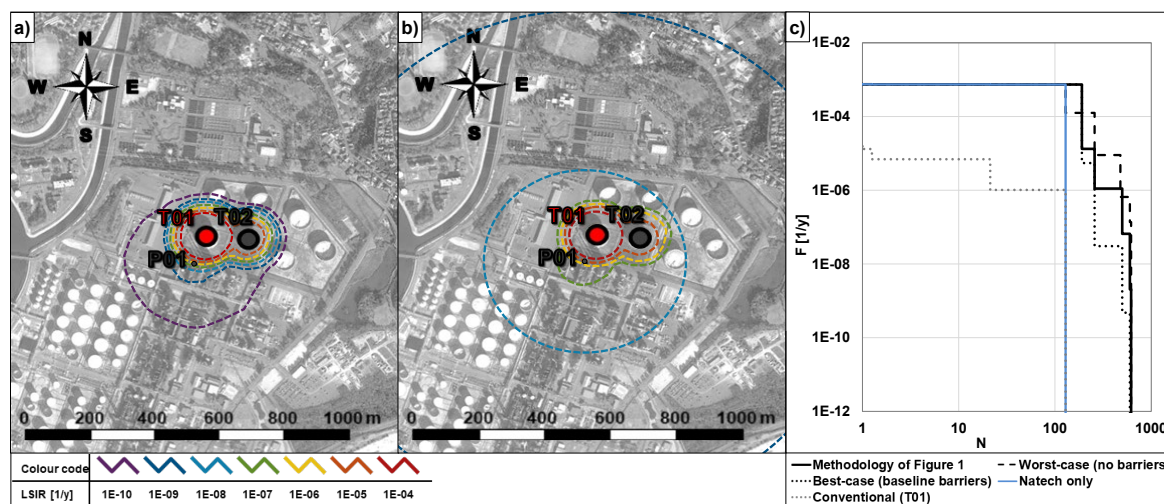 a)
N
W E
S
T01 T02
P01
0 200 400 600 800 1000 m
b)
N
W E
S
T01 T02
P01
0 200 400 600 800 1000 m
Colour code
LSIR [1/y] 1E-10 1E-09 1E-08 1E-07 1E-06 1E-05 1E-04
c)
1E-02
1E-04
1E-06
1E-08
1E-10
1E-12
F [1/y]
1 10 100 1000
N
Methodology of Figure 1
Worst-case (no barriers)
Best-case (baseline barriers)
Natech only
Conventional (T01)